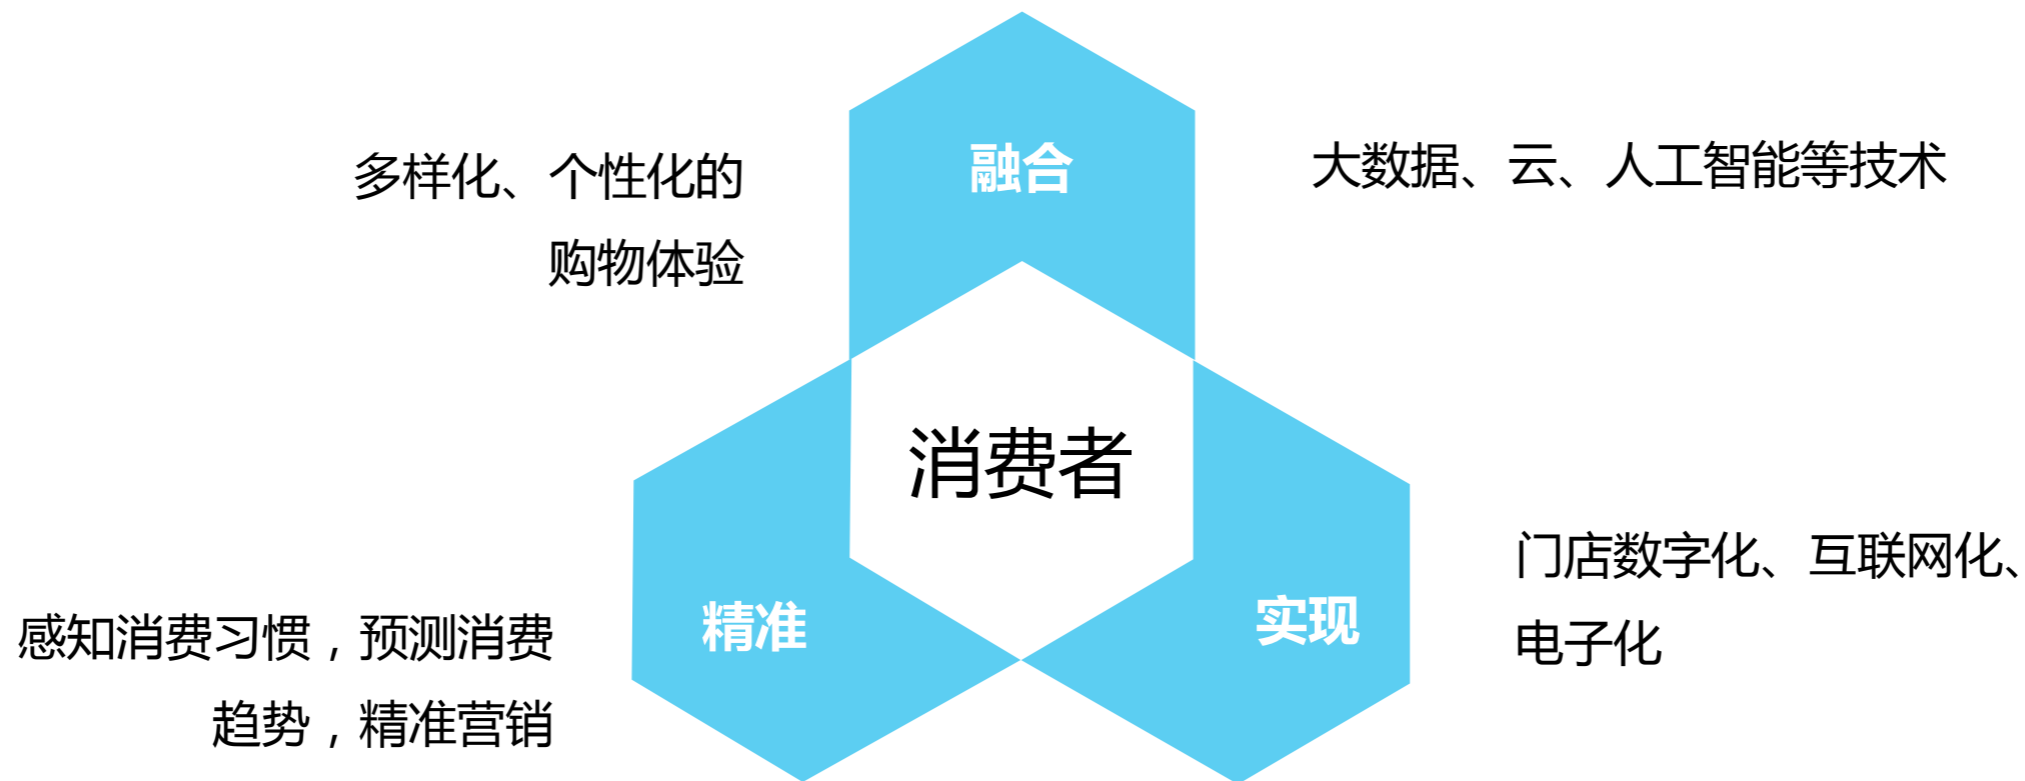 融合
大数据、云、人工智能等技术
多样化、个性化的
购物体验
消费者
实现
门店数字化、互联网化、
电子化
精准
感知消费习惯，预测消费
趋势，精准营销